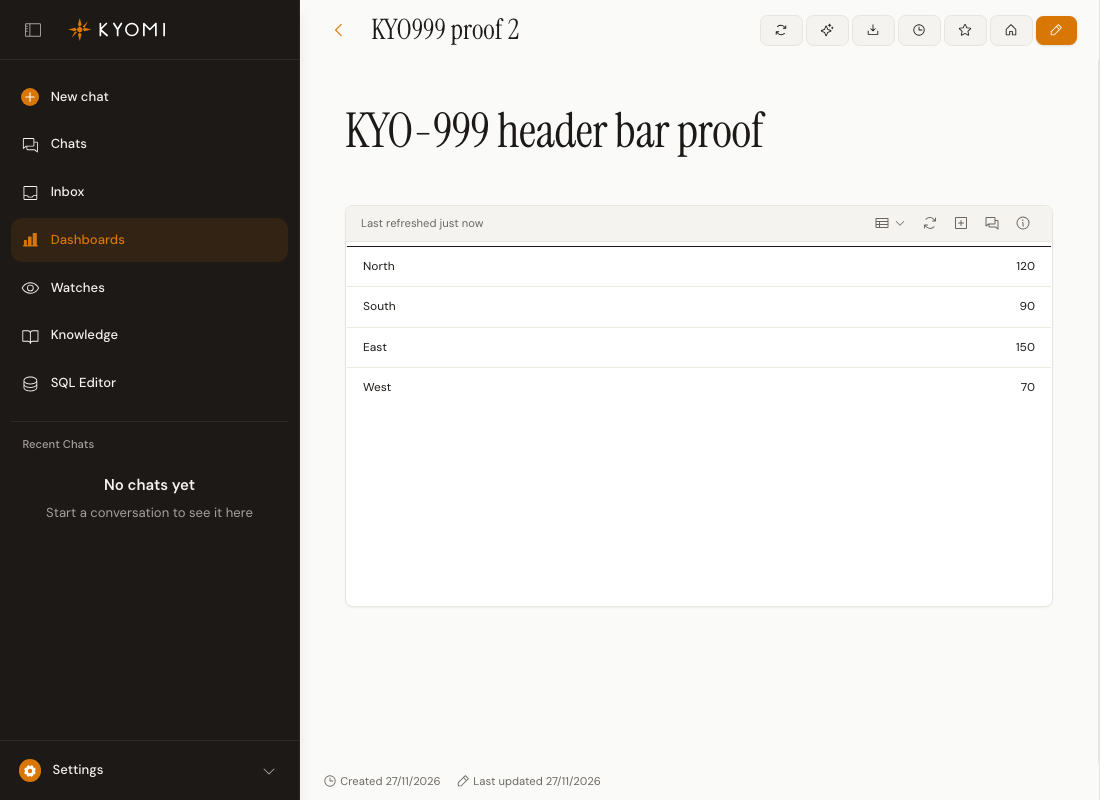 KYOMI
New chat
Chats
Inbox
Dashboards
Watches
Knowledge
SQL Editor
Recent Chats
No chats yet
Start a conversation to see it here
Settings
KYO999 proof 2
KYO-999 header bar proof
Last refreshed just now
North 120
South 90
East 150
West 70
Created 27/11/2026 Last updated 27/11/2026